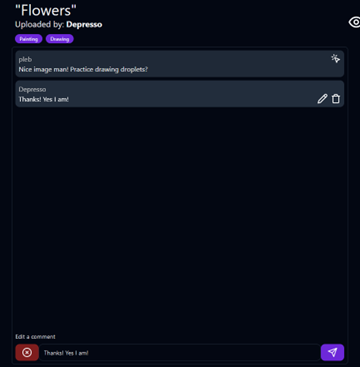 "Flowers"
Uploaded by: Depresso
Painting Drawing
pleb
Nice image man! Practice drawing droplets?
Depresso
Thanks! Yes I am!
Edit a comment
Thanks! Yes I am!